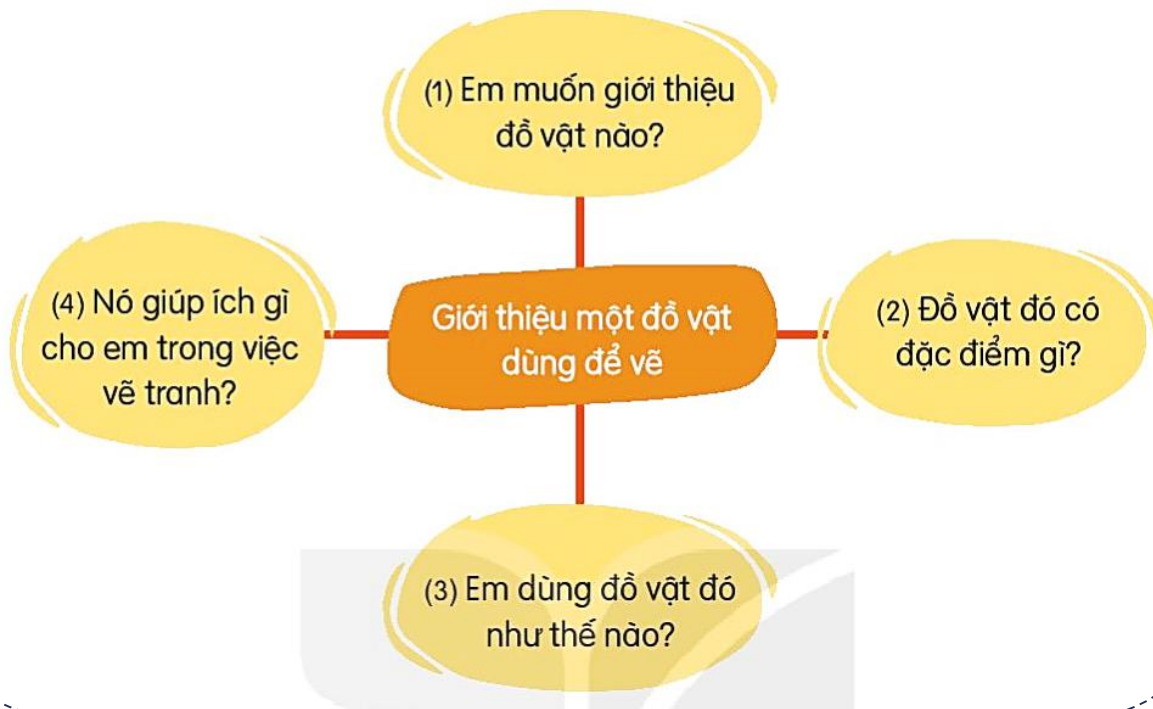 (1) Em muốn giới thiệu
đồ vật nào?
Giới thiệu một đồ vật
dùng để vẽ
(2) Đồ vật đó có
đặc điểm gì?
(3) Em dùng đồ vật đó
như thế nào?
(4) Nó giúp ích gì
cho em trong việc
vẽ tranh?